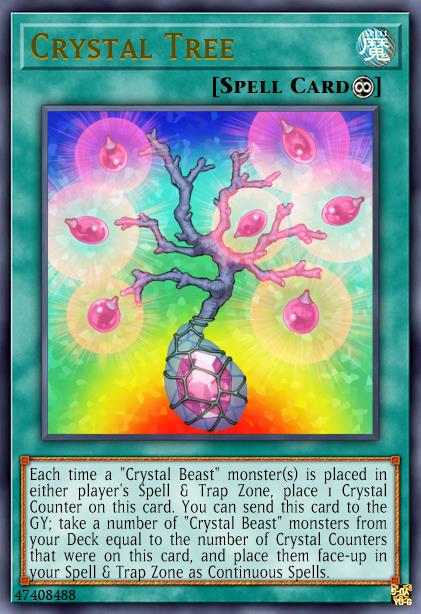 Crystal Tree
SPELL
魔
[Spell Card]
Each time a "Crystal Beast" monster(s) is placed in
either player's Spell & Trap Zone, place 1 Crystal
Counter on this card. You can send this card to the
GY; take a number of "Crystal Beast" monsters from
your Deck equal to the number of Crystal Counters
that were on this card, and place them face-up in
your Spell & Trap Zone as Continuous Spells.
47408488